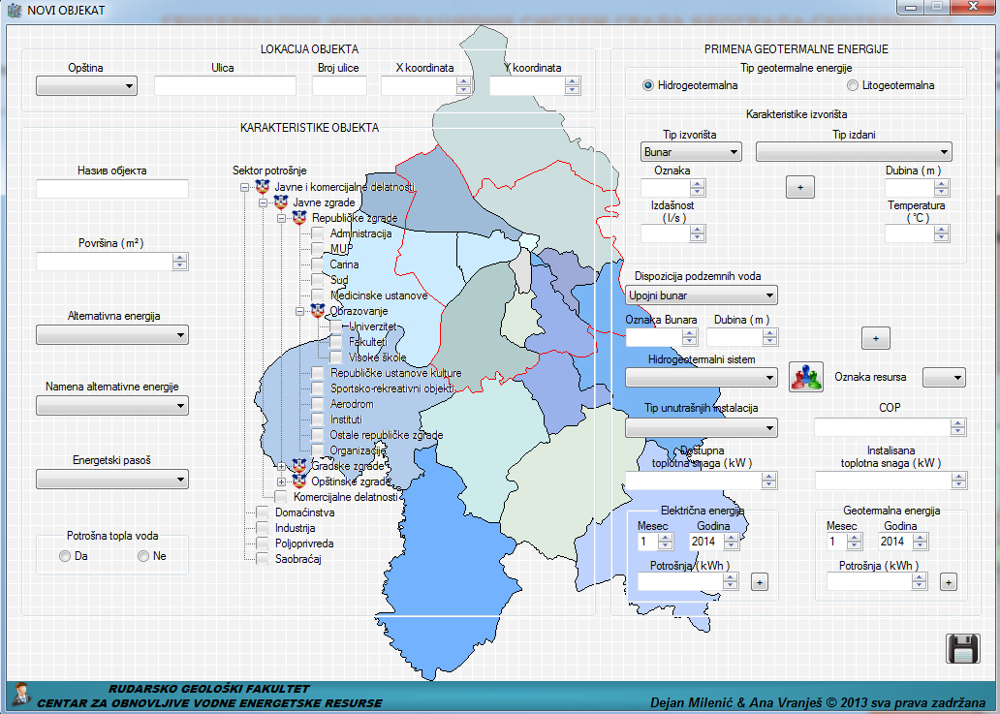 NOVI OBJEKAT
LOKACIJA OBJEKTA
Opština
Ulica
Broj ulice
X koordinata
Y koordinata
KARAKTERISTIKE OBJEKTA
Назив објекта
Površina ( m² )
Alternativna energija
Namena alternativne energije
Energetski pasoš
Potrošna topla voda
Da
Ne
Sektor potrošnje
Javne i komercijalne delatnosti
Javne zgrade
Republičke zgrade
Administracija
MUP
Carina
Sud
Medicinske ustanove
Obrazovanje
Univerzitet
Fakulteti
Visoke škole
Republičke ustanove kulture
Sportsko-rekreativni objekti
Aerodrom
Instituti
Ostale republičke zgrade
Organizacije
Gradske zgrade
Opštinske zgrade
Komercijalne delatnosti
Domaćinstva
Industrija
Poljoprivreda
Saobraćaj
PRIMENA GEOTERMALNE ENERGIJE
Tip geotermalne energije
Hidrogeotermalna
Litogeotermalna
Karakteristike izvorišta
Tip izvorišta
Tip izdani
Bunar
Oznaka
+
Dubina ( m )
Izdašnost
( l/s )
Temperatura
( °C )
Dispozicija podzemnih voda
Upojni bunar
Oznaka Bunara
Dubina ( m )
+
Hidrogeotermalni sistem
Oznaka resursa
Tip unutrašnjih instalacija
COP
Dostupna
toplotna snaga ( kW )
Instalisana
toplotna snaga ( kW )
Električna energija
Mesec
Godina
1
2014
Potrošnja ( kWh )
+
Geotermalna energija
Mesec
Godina
1
2014
Potrošnja ( kWh )
+
RUDARSKO GEOLOŠKI FAKULTET
CENTAR ZA OBNOVLJIVE VODNE ENERGETSKE RESURSE
Dejan Milenić & Ana Vranješ © 2013 sva prava zadržana